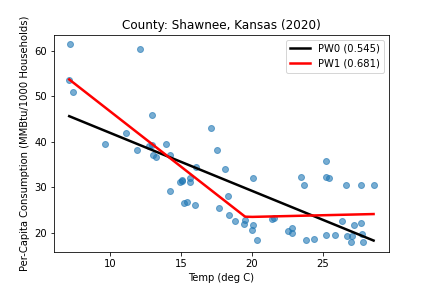 County: Shawnee, Kansas (2020)
Per-Capita Consumption (MMBtu/1000 Households)
60
50
40
30
20
PW0 (0.545)
PW1 (0.681)
10 15 20 25
Temp (deg C)